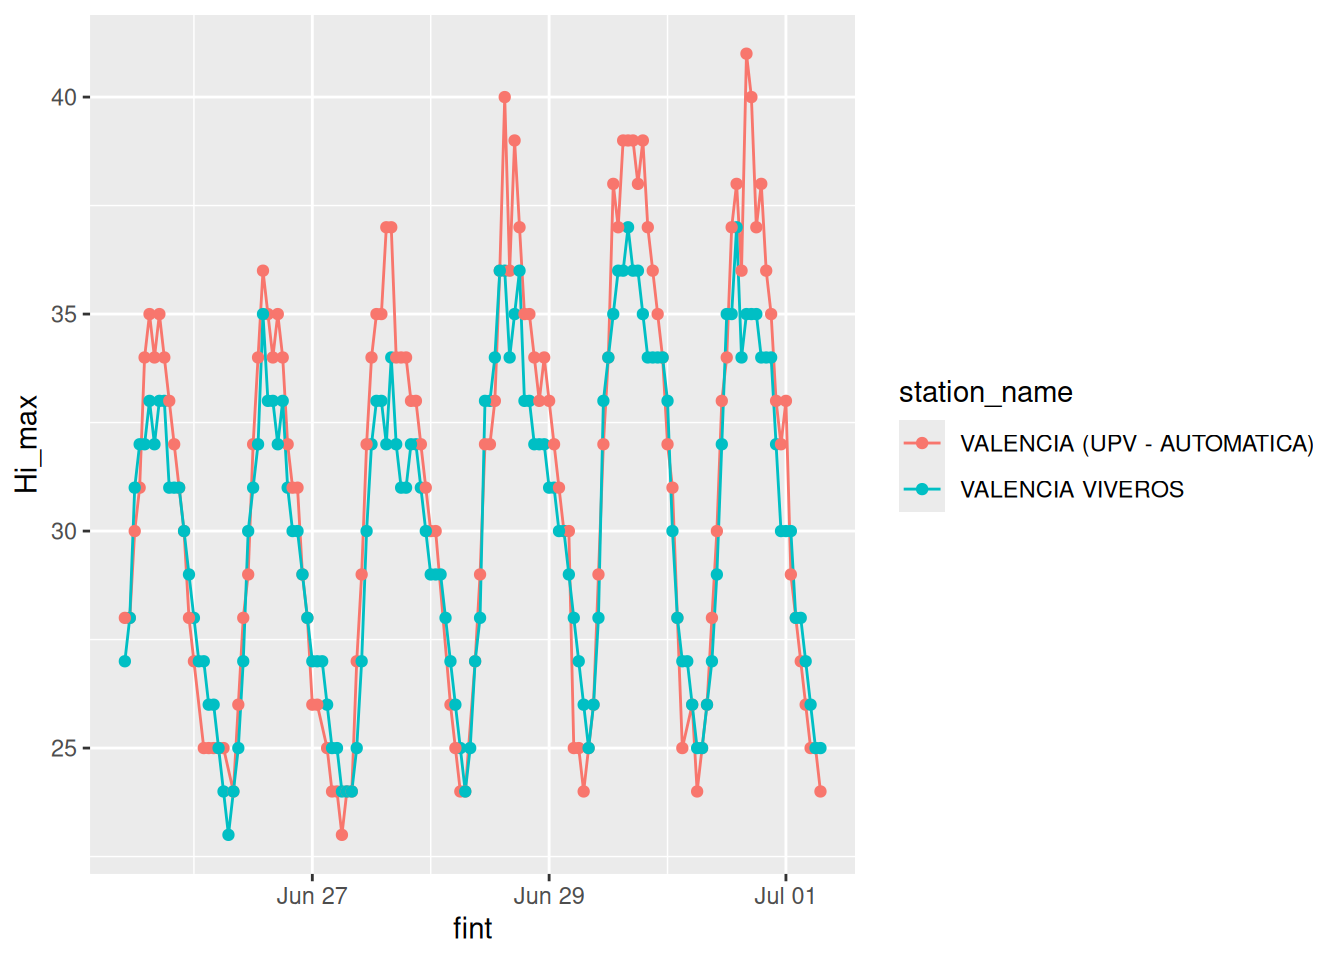 Hi_max
40
35
30
25
Jun 27
Jun 29
Jul 01
fint
station_name
VALENCIA (UPV - AUTOMATICA)
VALENCIA VIVEROS